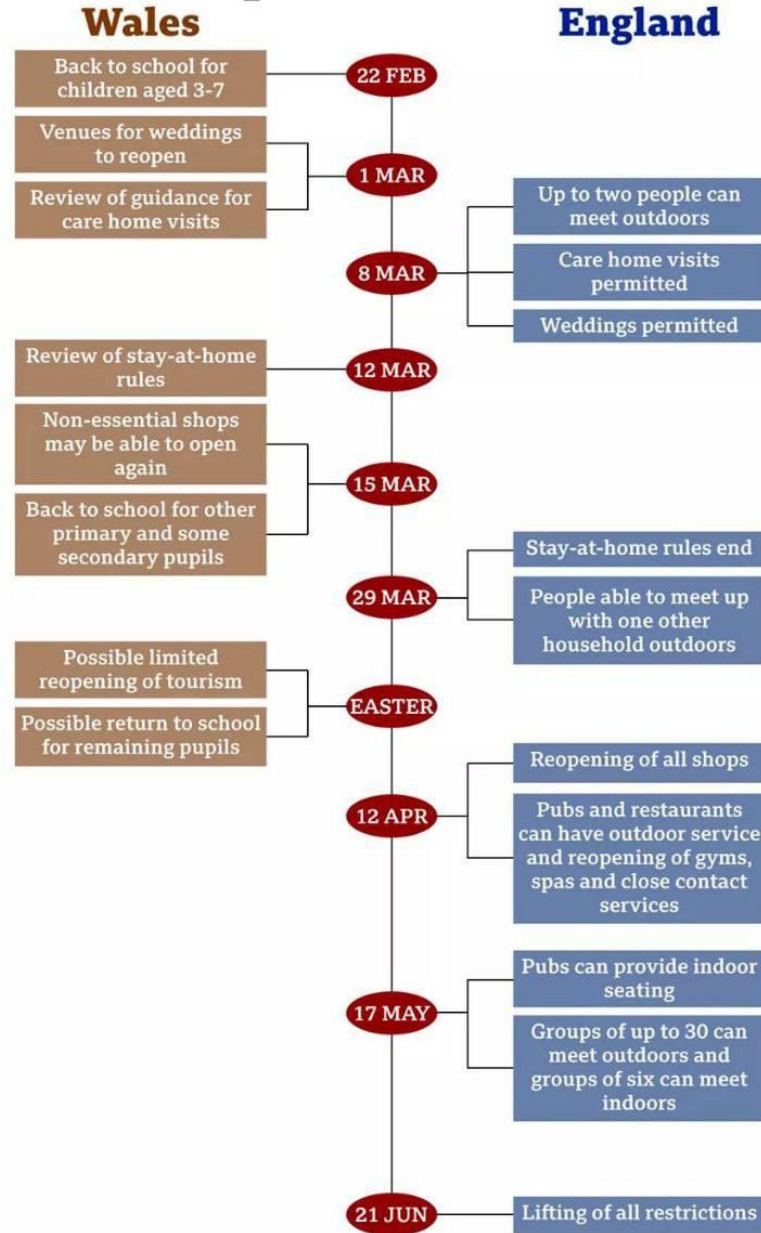 Wales
England
22 FEB
Back to school for
children aged 3-7
1 MAR
Venues for weddings
to reopen
Review of guidance for
care home visits
8 MAR
Up to two people can
meet outdoors
Care home visits
permitted
Weddings permitted
12 MAR
Review of stay-at-home
rules
15 MAR
Non-essential shops
may be able to open
again
Back to school for other
primary and some
secondary pupils
29 MAR
Stay-at-home rules end
People able to meet up
with one other
household outdoors
EASTER
Possible limited
reopening of tourism
Possible return to school
for remaining pupils
12 APR
Reopening of all shops
Pubs and restaurants
can have outdoor service
and reopening of gyms,
spas and close contact
services
17 MAY
Pubs can provide indoor
seating
Groups of up to 30 can
meet outdoors and
groups of six can meet
indoors
21 JUN
Lifting of all restrictions